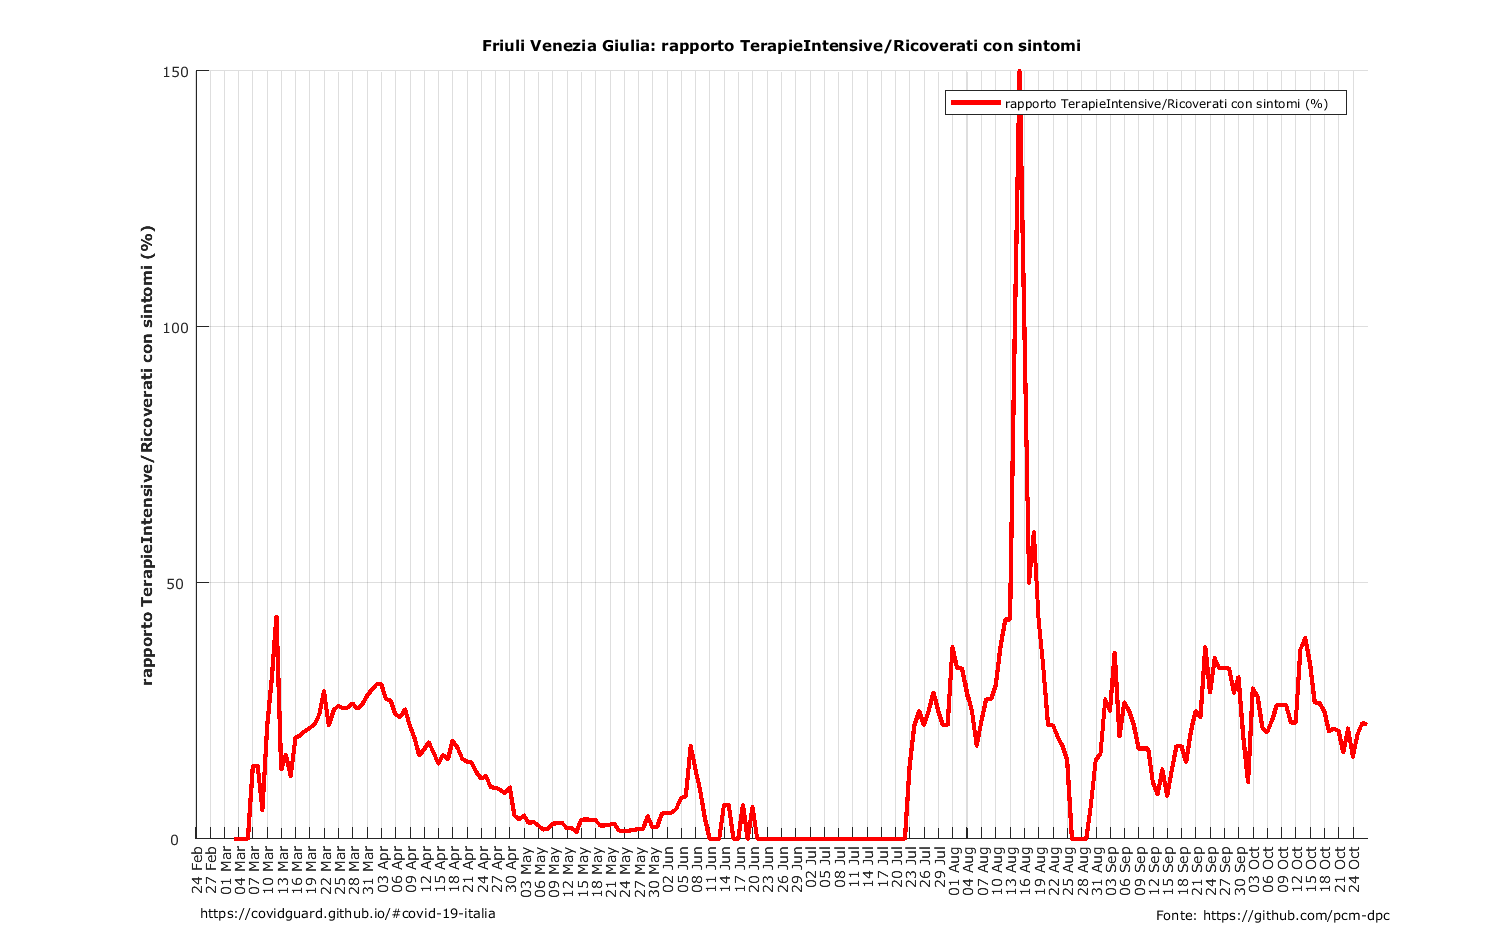 Friuli Venezia Giulia: rapporto TerapieIntensive/Ricoverati con sintomi
rapporto TerapieIntensive/Ricoverati con sintomi (%)
rapporto TerapieIntensive/Ricoverati con sintomi (%)
150
100
50
0
24 Feb
27 Feb
01 Mar
04 Mar
07 Mar
10 Mar
13 Mar
16 Mar
19 Mar
22 Mar
25 Mar
28 Mar
31 Mar
03 Apr
06 Apr
09 Apr
12 Apr
15 Apr
18 Apr
21 Apr
24 Apr
27 Apr
30 Apr
03 May
06 May
09 May
12 May
15 May
18 May
21 May
24 May
27 May
30 May
02 Jun
05 Jun
08 Jun
11 Jun
14 Jun
17 Jun
20 Jun
23 Jun
26 Jun
29 Jun
02 Jul
05 Jul
08 Jul
11 Jul
14 Jul
17 Jul
20 Jul
23 Jul
26 Jul
29 Jul
01 Aug
04 Aug
07 Aug
10 Aug
13 Aug
16 Aug
19 Aug
22 Aug
25 Aug
28 Aug
31 Aug
03 Sep
06 Sep
09 Sep
12 Sep
15 Sep
18 Sep
21 Sep
24 Sep
27 Sep
30 Sep
03 Oct
06 Oct
09 Oct
12 Oct
15 Oct
18 Oct
21 Oct
24 Oct
https://covidguard.github.io/#covid-19-italia
Fonte: https://github.com/pcm-dpc